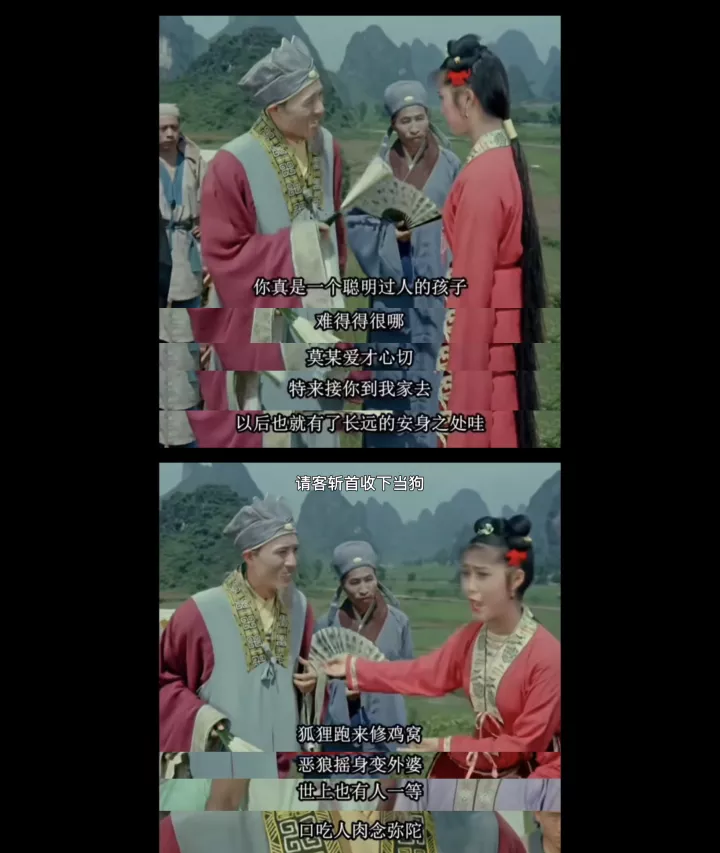 你真是一个聪明过人的孩子
难得得很哪
莫某爱才心切
特来接你到我家去
以后也就有了长远的安身之处哇
请客斩首收下当狗
狐狸跑来修鸡窝
恶狼摇身变外婆
世上也有人一等
口吃人肉念弥陀